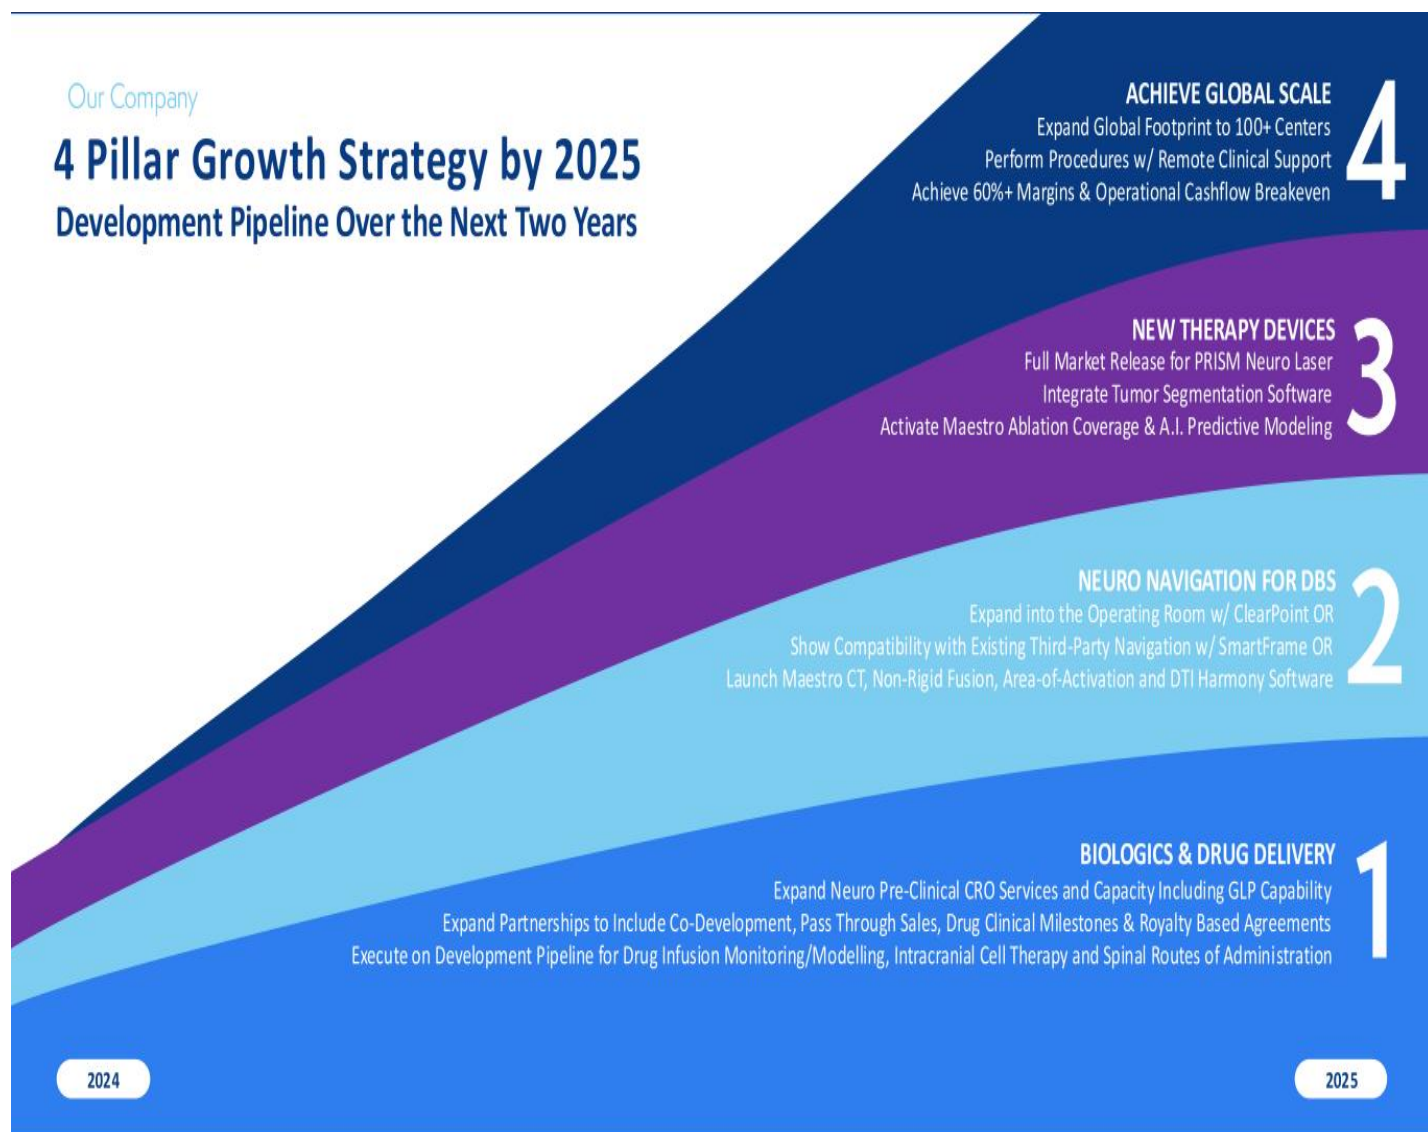 Our Company
4 Pillar Growth Strategy by 2025
Development Pipeline Over the Next Two Years
ACHIEVE GLOBAL SCALE
Expand Global Footprint to 100+ Centers
Perform Procedures w/ Remote Clinical Support
Achieve 60%+ Margins & Operational Cashflow Breakeven
4
NEW THERAPY DEVICES
Full Market Release for PRISM Neuro Laser
Integrate Tumor Segmentation Software
Activate Maestro Ablation Coverage & A.I. Predictive Modeling
3
NEURO NAVIGATION FOR DBS
Expand into the Operating Room w/ ClearPoint OR
Show Compatibility with Existing Third-Party Navigation w/ SmartFrame OR
Launch Maestro CT, Non-Rigid Fusion, Area-of-Activation and DTI Harmony Software
2
BIOLOGICS & DRUG DELIVERY
Expand Neuro Pre-Clinical CRO Services and Capacity Including GLP Capability
Expand Partnerships to Include Co-Development, Pass Through Sales, Drug Clinical Milestones & Royalty Based Agreements
Execute on Development Pipeline for Drug Infusion Monitoring/Modelling, Intracranial Cell Therapy and Spinal Routes of Administration
1
2024
2025